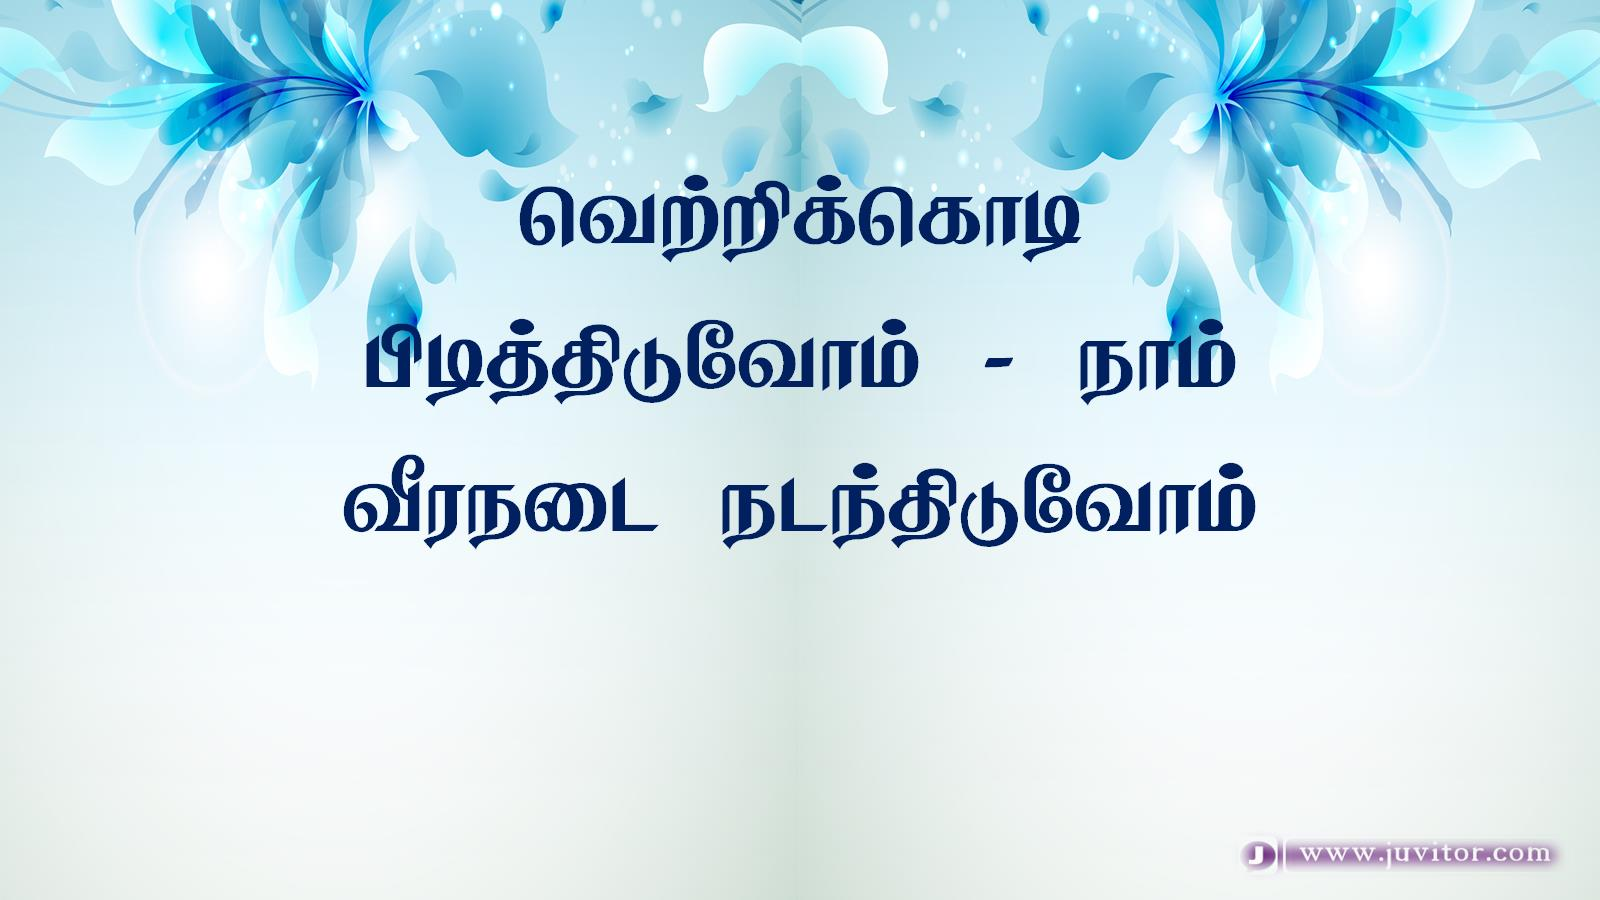 வெற்றிக்கொடி
பிடித்திடுவோம் - நாம்
வீரநடை நடந்திடுவோம்
J www.juvitor.com